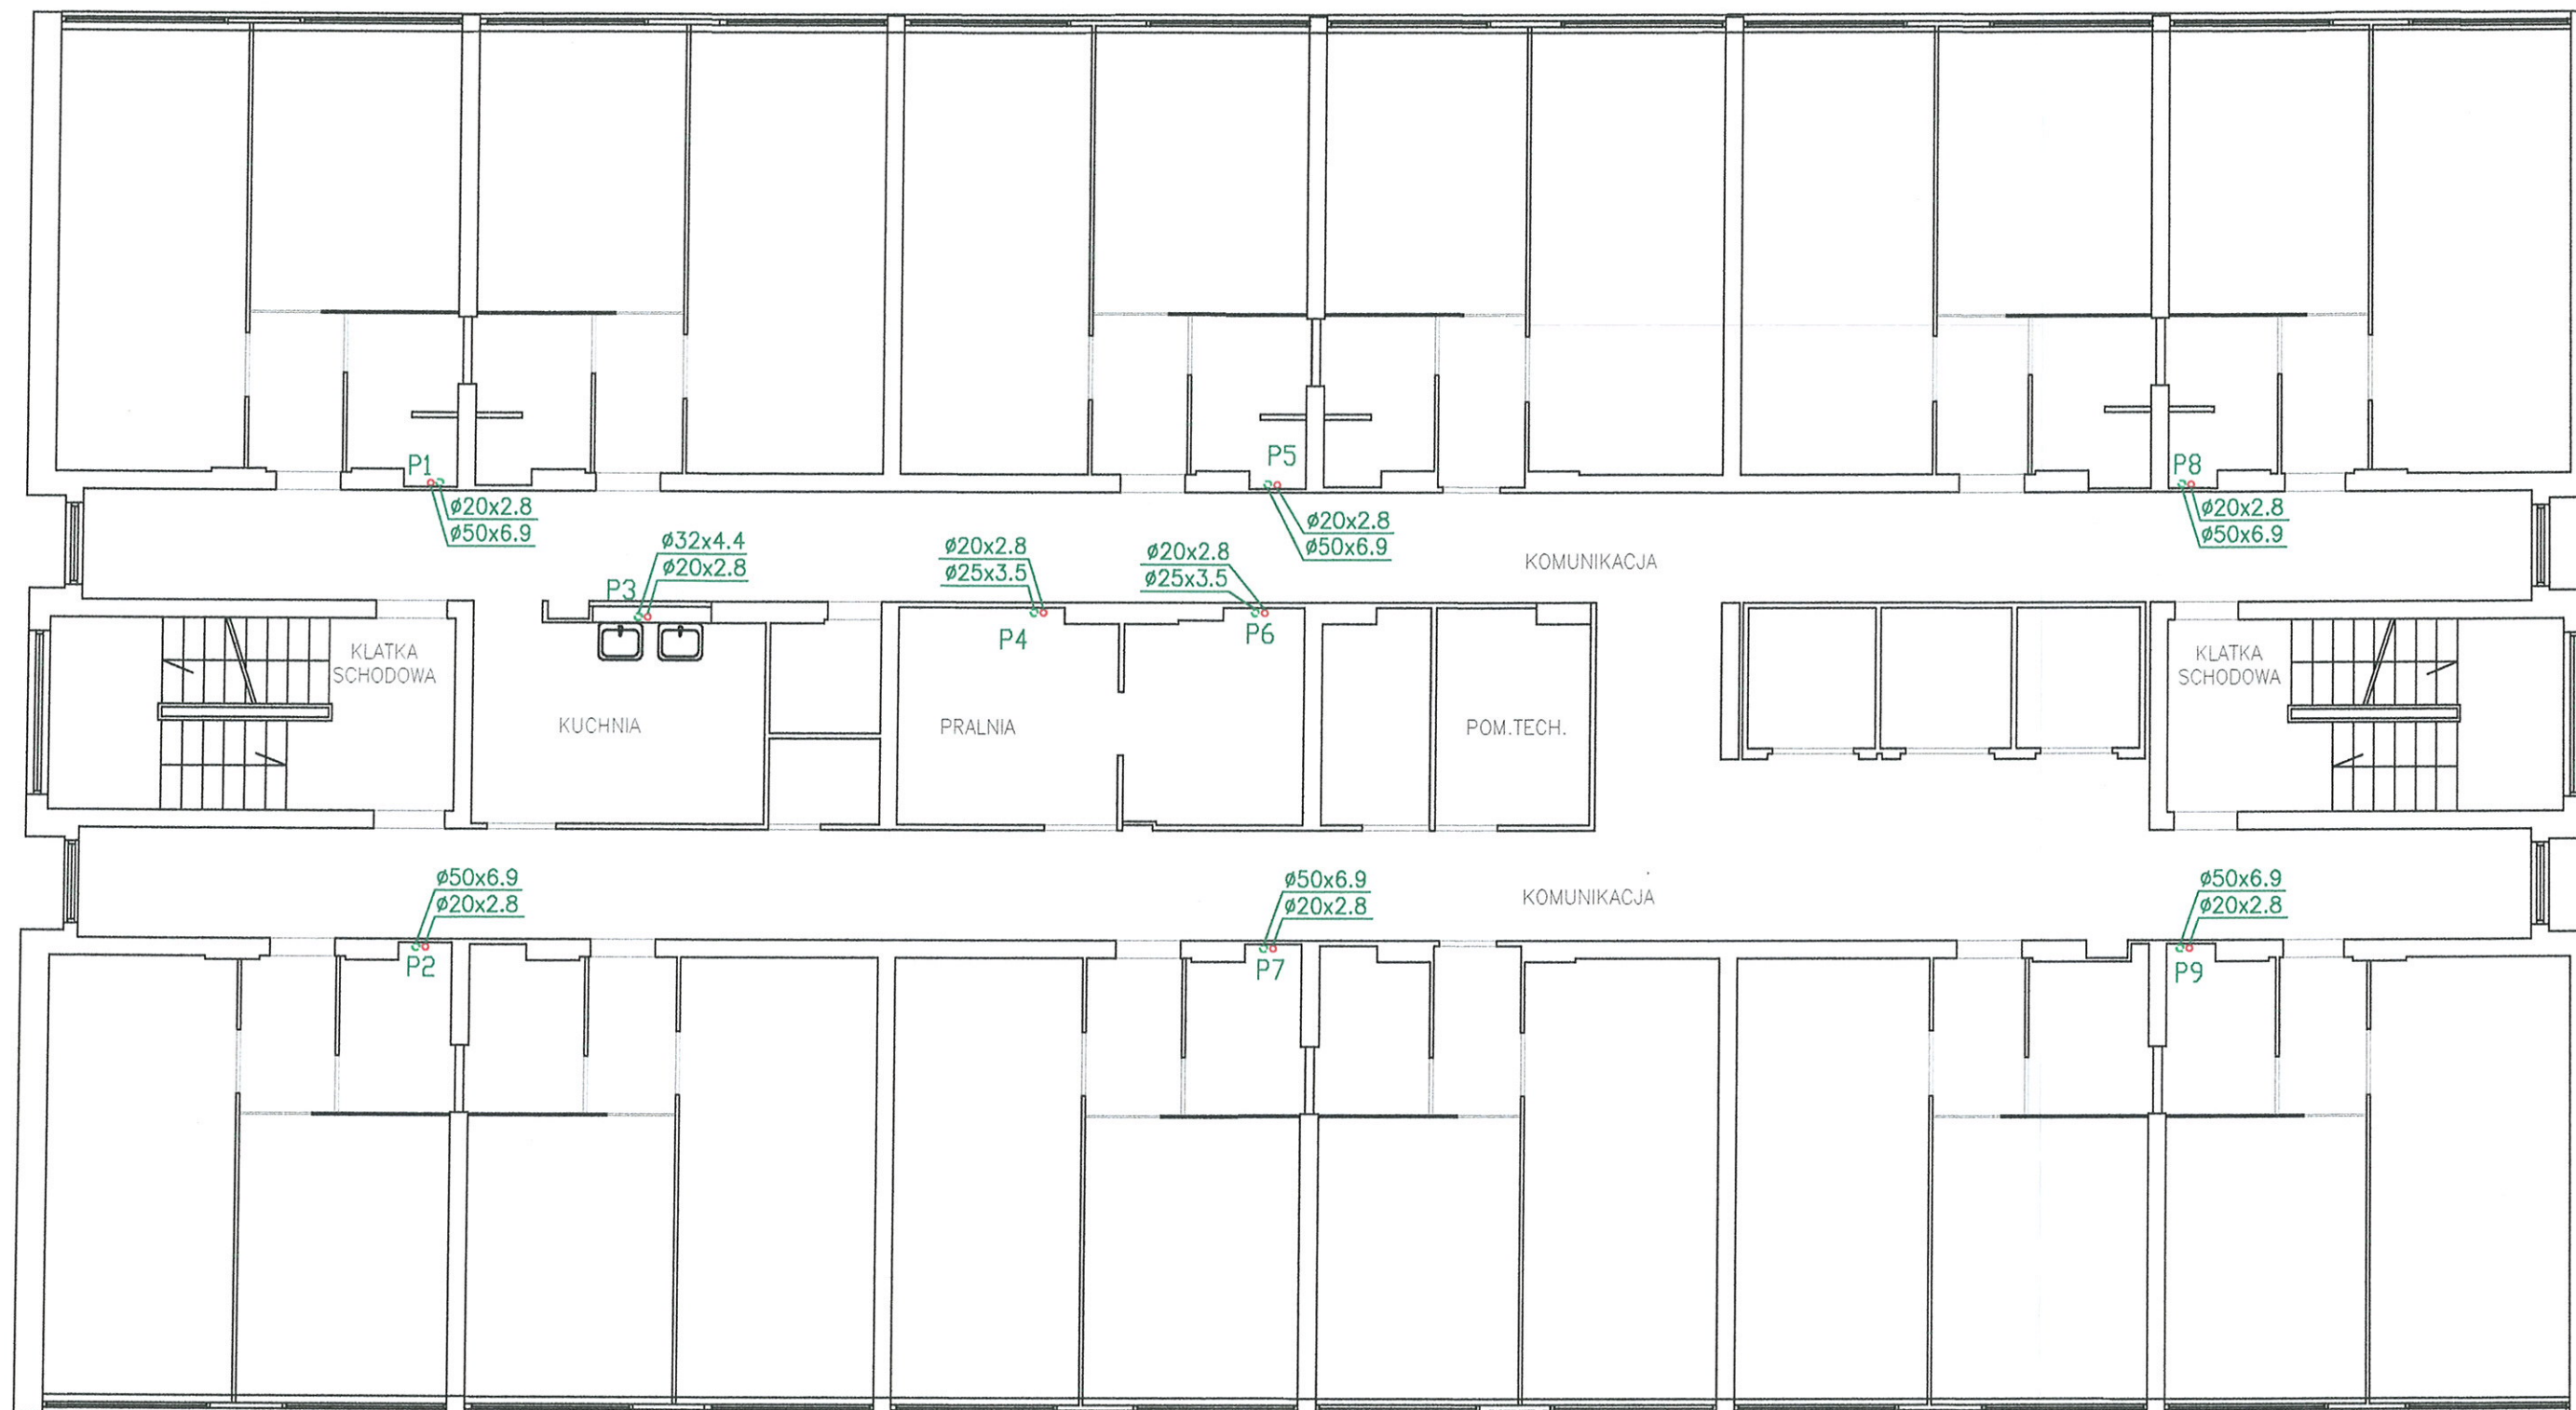 P1
ø20x2.8
ø50x6.9
P5
ø20x2.8
ø50x6.9
P8
ø20x2.8
ø50x6.9
ø32x4.4
ø20x2.8
P3
ø20x2.8
ø25x3.5
P4
ø20x2.8
ø25x3.5
P6
KOMUNIKACJA
KLATKA
SCHODOWA
KUCHNIA
PRALNIA
POM.TECH.
KLATKA
SCHODOWA
ø50x6.9
ø20x2.8
P2
ø50x6.9
ø20x2.8
P7
KOMUNIKACJA
ø50x6.9
ø20x2.8
P9